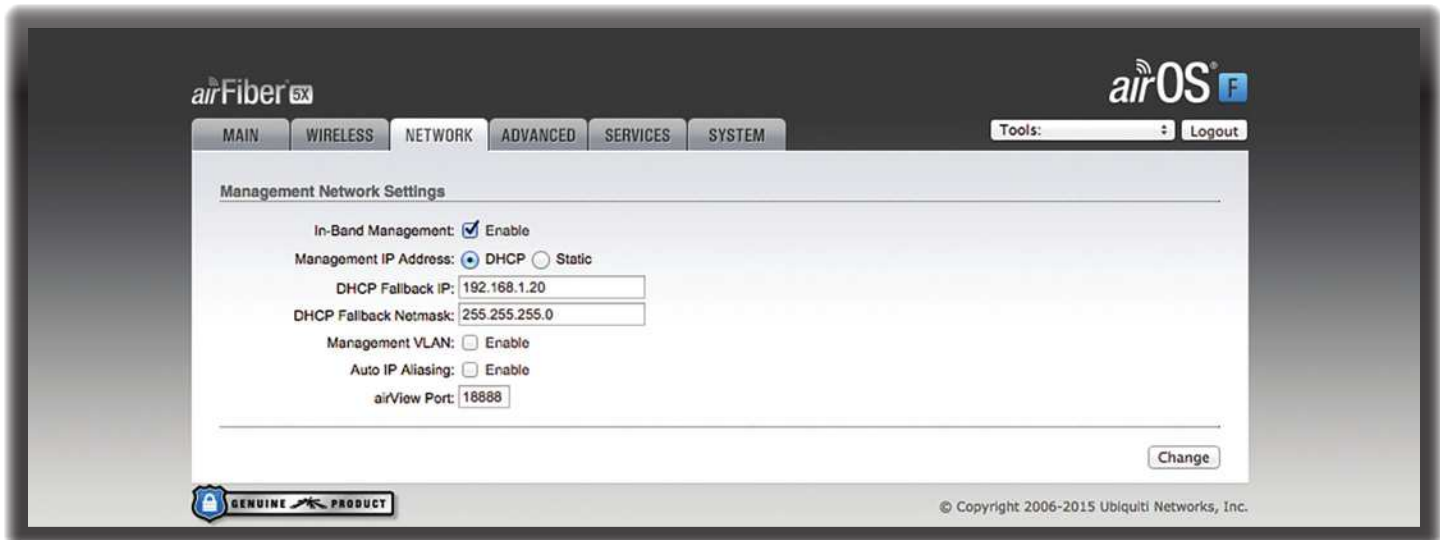 airFiber 5X
airOS® F
MAIN WIRELESS NETWORK ADVANCED SERVICES SYSTEM
Tools: Logout
Management Network Settings
In-Band Management: Enable
Management IP Address: DHCP Static
DHCP Fallback IP: 192.168.1.20
DHCP Fallback Netmask: 255.255.255.0
Management VLAN: Enable
Auto IP Aliasing: Enable
airView Port: 18888
Change
GENUINE PRODUCT
© Copyright 2006-2015 Ubiquiti Networks, Inc.